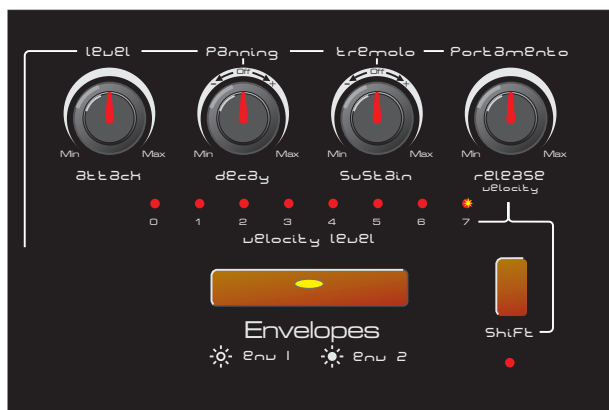 level Panning tremolo Portamento
- Off + - Off +
Min Max Min Max Min Max Min Max
attack decay Sustain release
velocity
0 1 2 3 4 5 6 7
velocity level
Envelopes
Shift
env 1 env 2